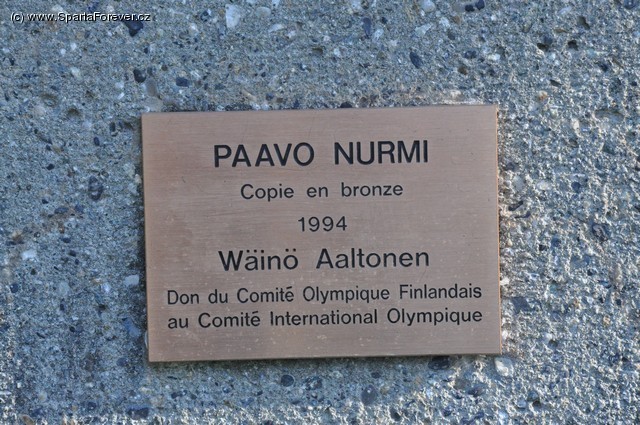 (c) www.SpartaForever.cz
PAAVO NURMI
Copie en bronze
1994
Wäinö Aaltonen
Don du Comité Olympique Finlandais
au Comité International Olympique